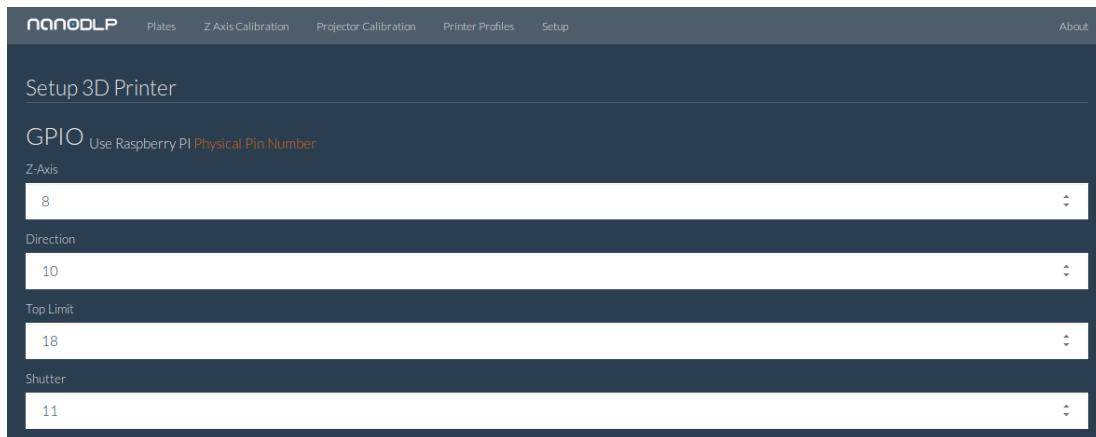 nanoDLP Plates Z Axis Calibration Projector Calibration Printer Profiles Setup About
Setup 3D Printer
GPIO Use Raspberry PI Physical Pin Number
Z-Axis
8
Direction
10
Top Limit
18
Shutter
11